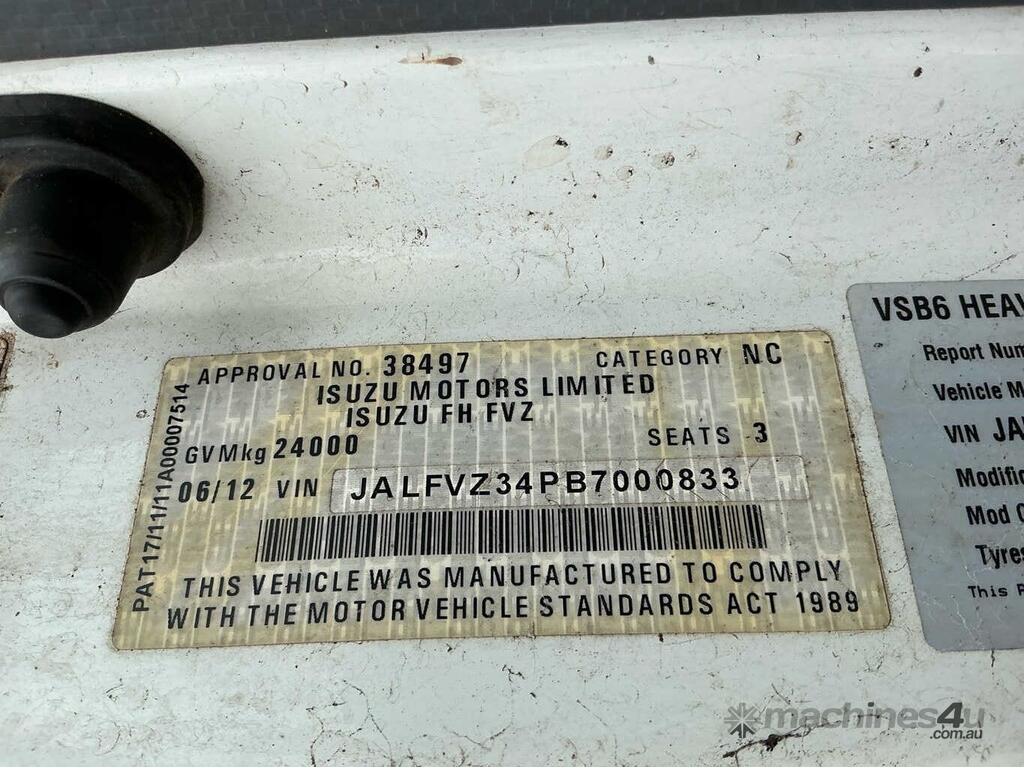 APPROVAL NO. 38497 CATEGORY NC
ISUZU MOTORS LIMITED
ISUZU FH FVZ
GVMkg 24000 SEATS 3
06/12 VIN JALFVZ34PB7000833
THIS VEHICLE WAS MANUFACTURED TO COMPLY
WITH THE MOTOR VEHICLE STANDARDS ACT 1989
PAT17/11/11A00007514
VSB6 HEA
Report Num
Vehicle M
VIN JA
Modific
Mod C
Tyres
This
machines4u
.com.au